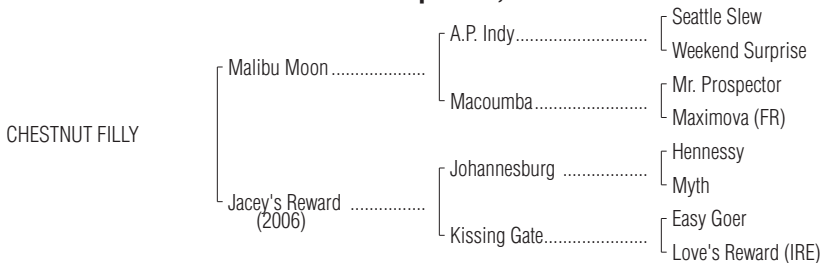 Seattle Slew
A.P. Indy
Weekend Surprise
Malibu Moon
Mr. Prospector
Macoumba
Maximova (FR)
CHESTNUT FILLY
Hennessy
Johannesburg
Myth
Jacey's Reward
(2006)
Easy Goer
Kissing Gate
Love's Reward (IRE)